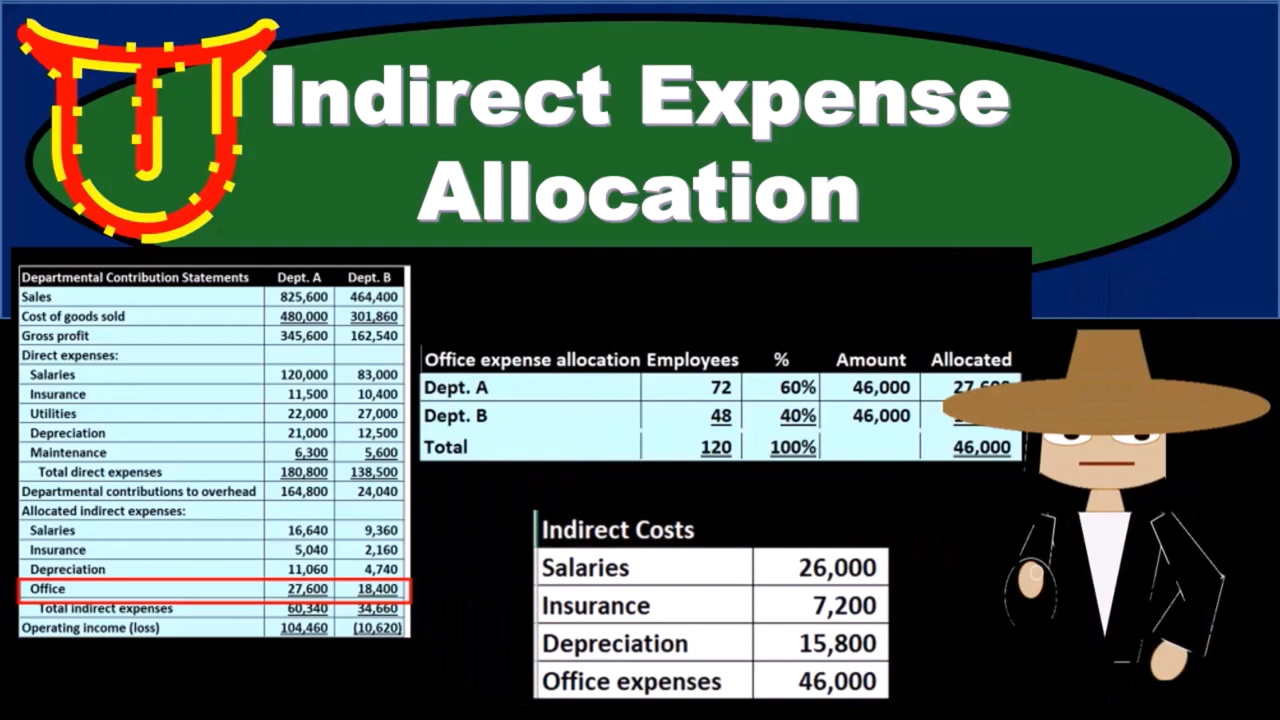 Indirect Expense
Allocation
Departmental Contribution Statements Dept. A Dept. B
Sales 825,600 464,400
Cost of goods sold 480,000 301,860
Gross profit 345,600 162,540
Direct expenses:
Salaries 120,000 83,000
Insurance 11,500 10,400
Utilities 22,000 27,000
Depreciation 21,000 12,500
Maintenance 6,300 5,600
Total direct expenses 180,800 138,500
Departmental contributions to overhead 164,800 24,040
Allocated indirect expenses:
Salaries 16,640 9,360
Insurance 5,040 2,160
Depreciation 11,060 4,740
Office 27,600 18,400
Total indirect expenses 60,340 34,660
Operating income (loss) 104,460 (10,620)
Office expense allocation Employees % Amount Allocated
Dept. A 72 60% 46,000 27,600
Dept. B 48 40% 46,000
Total 120 100% 46,000
Indirect Costs
Salaries 26,000
Insurance 7,200
Depreciation 15,800
Office expenses 46,000